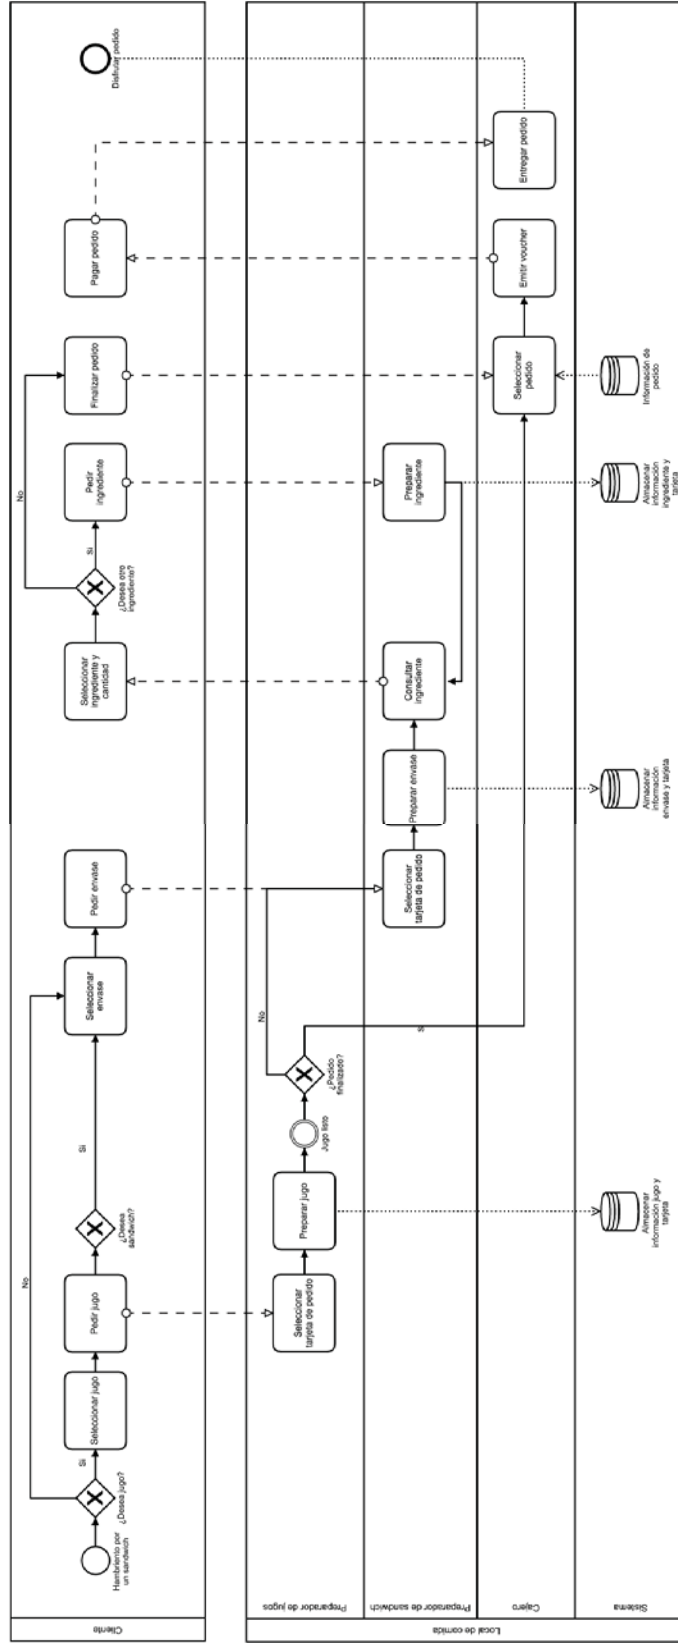 Cliente
Hambriento por
un sandwich
¿Desea jugo?
Si
No
Seleccionar jugo
Pedir jugo
¿Desea
sandwich?
Si
Seleccionar
envase
Pedir envase
Seleccionar
ingrediente y
cantidad
¿Desea otro
ingrediente?
Si
No
Pedir
ingrediente
Finalizar pedido
Pagar pedido
Disfrutar pedido
Local de comida
Preparador de jugos
Seleccionar
tarjeta de pedido
Preparar jugo
Jugo listo
¿Pedido
finalizado?
No
Si
Preparador de sandwich
Seleccionar
tarjeta de pedido
Preparar envase
Consultar
ingrediente
Preparar
ingrediente
Cajero
Seleccionar
pedido
Emitir voucher
Entregar pedido
Sistema
Almacenar
información jugo y
tarjeta
Almacenar
información
envase y tarjeta
Almacenar
información
ingrediente y
tarjeta
Información de
pedido